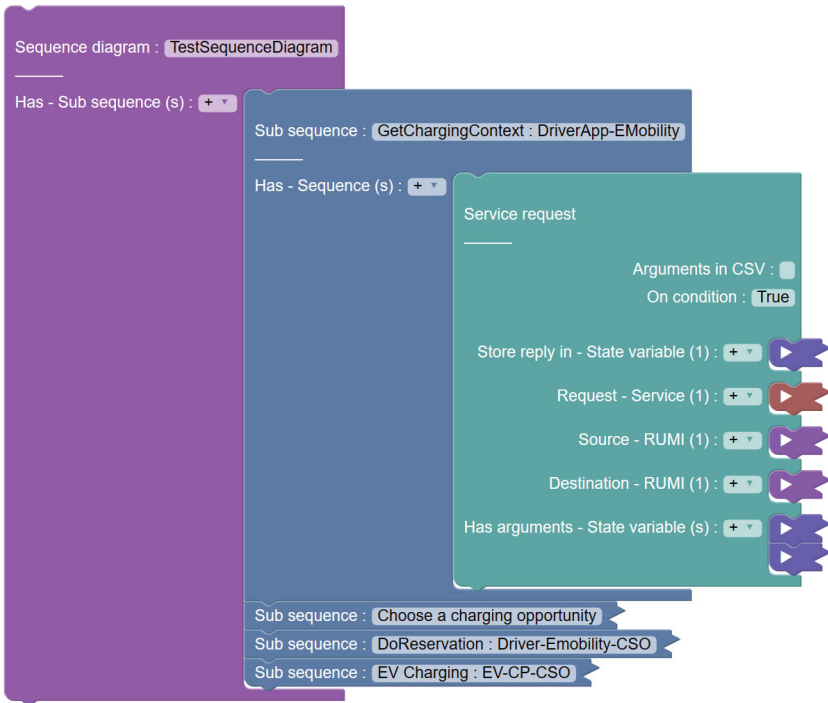 Sequence diagram : TestSequenceDiagram
Has - Sub sequence (s) : +
Sub sequence : GetChargingContext : DriverApp-EMobility
Has - Sequence (s) : +
Service request
Arguments in CSV :
On condition : True
Store reply in - State variable (1) : +
Request - Service (1) : +
Source - RUMI (1) : +
Destination - RUMI (1) : +
Has arguments - State variable (s) : +
Sub sequence : Choose a charging opportunity
Sub sequence : DoReservation : Driver-Emobility-CSO
Sub sequence : EV Charging : EV-CP-CSO